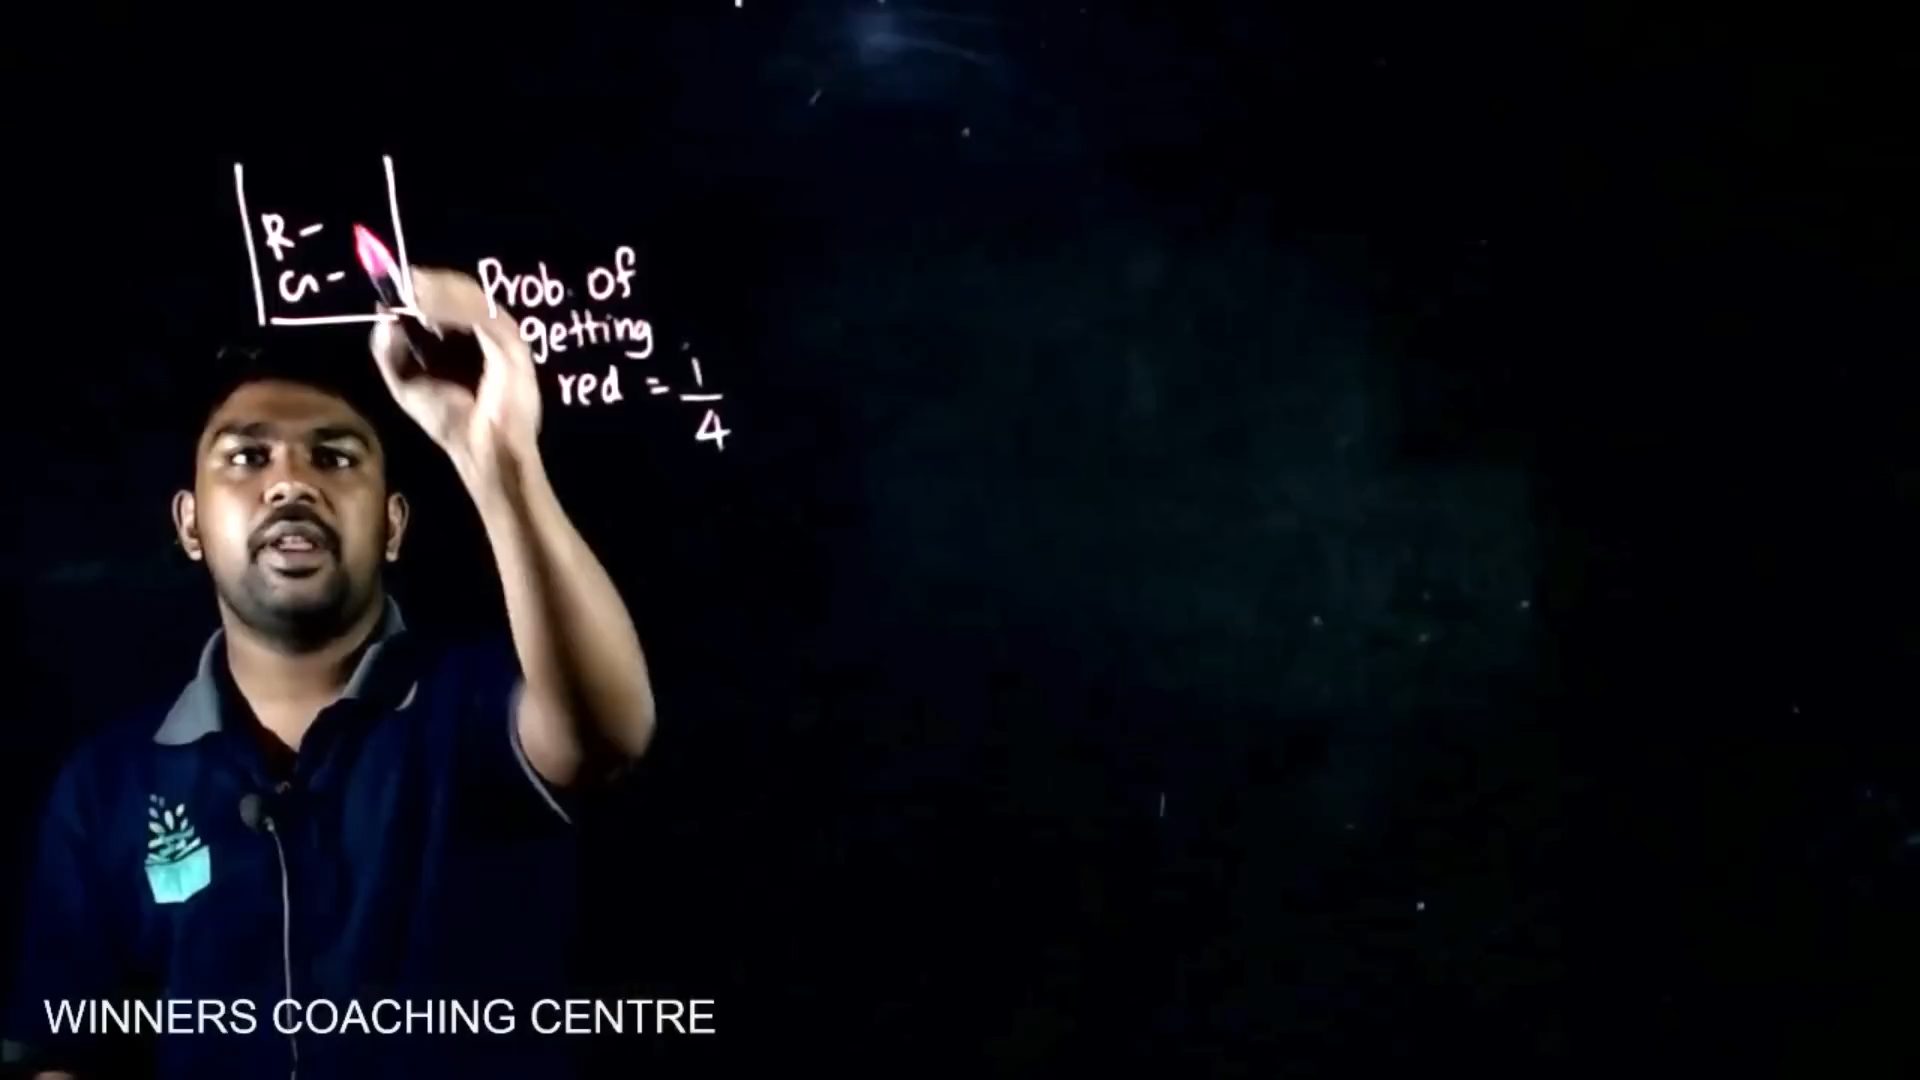 R -
G -
Prob. of
getting
red = 1/4
WINNERS COACHING CENTRE